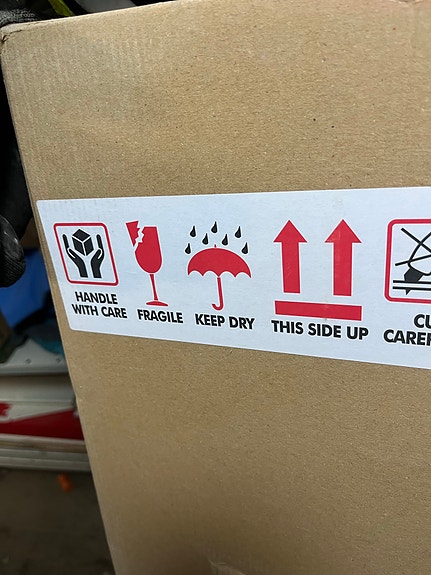 HANDLE
WITH CARE
FRAGILE
KEEP DRY
THIS SIDE UP